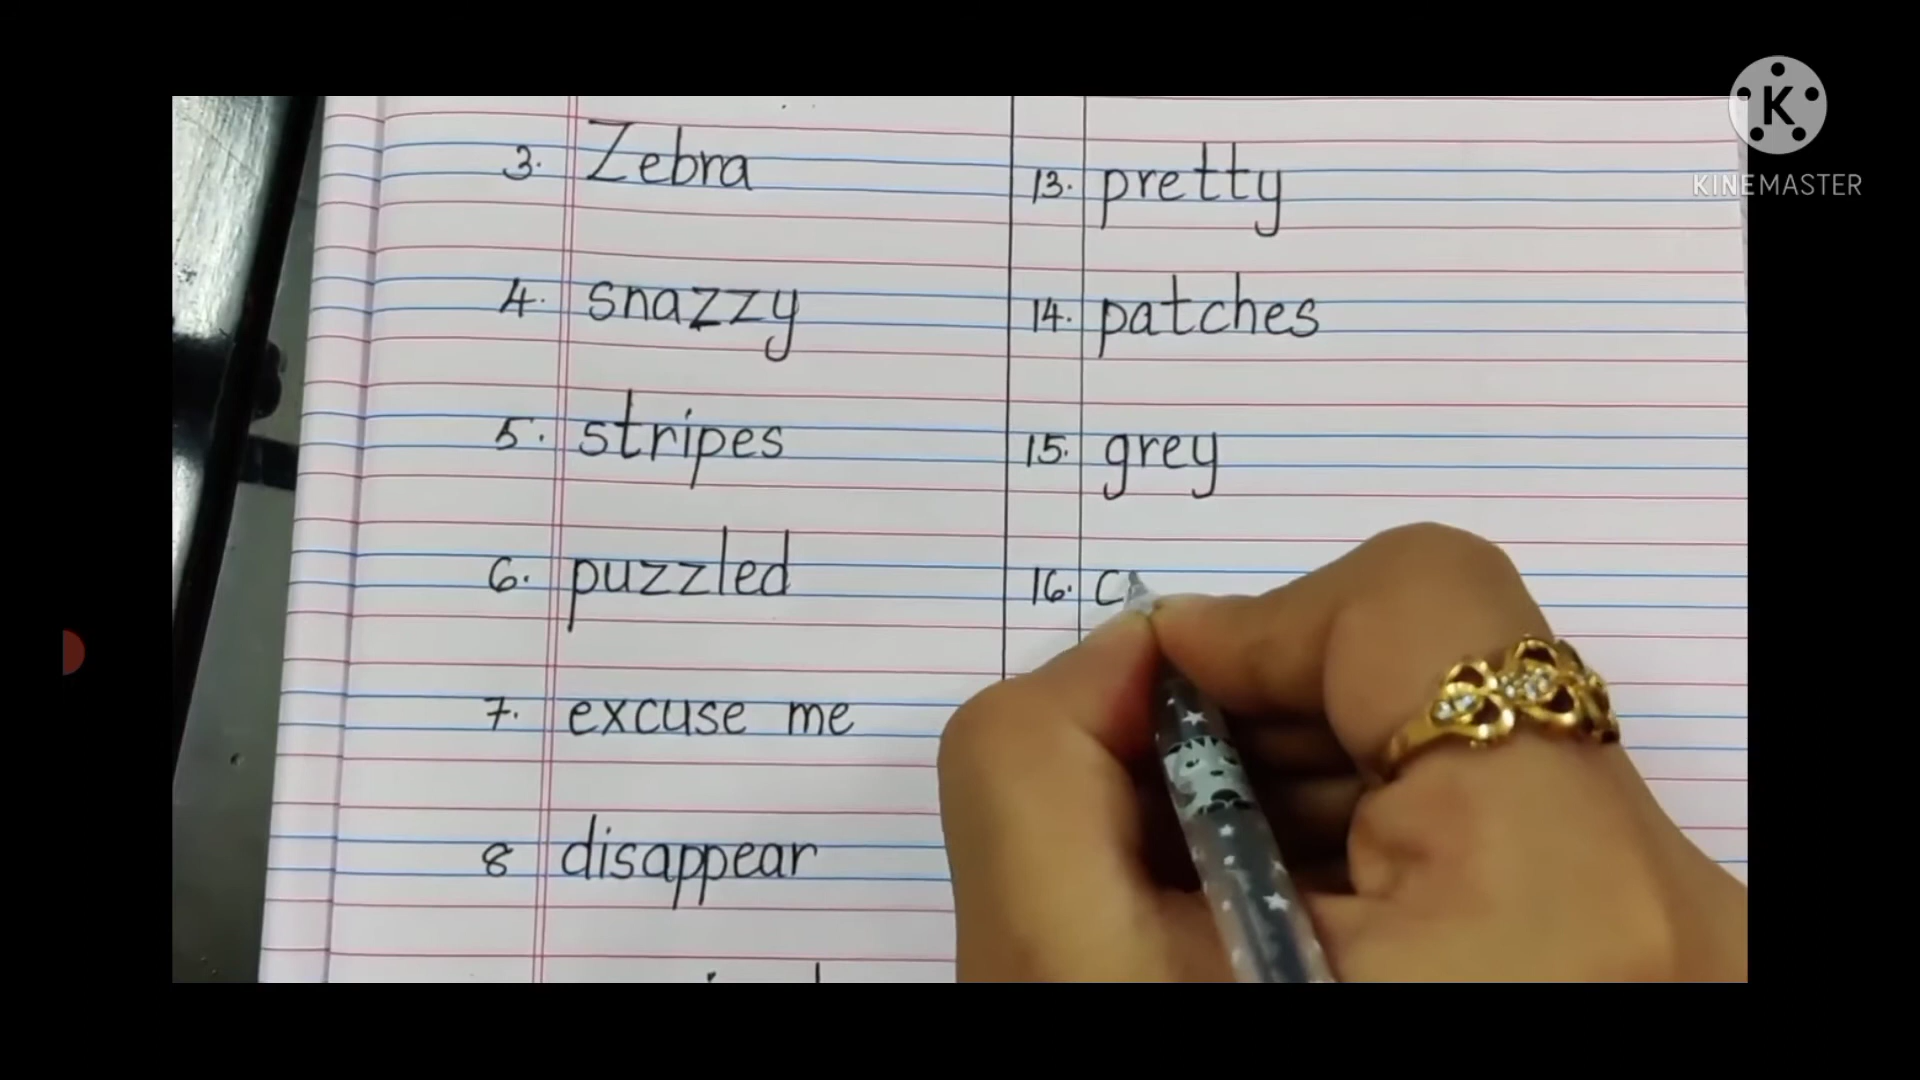 3. Zebra
4. snazzy
5. stripes
6. puzzled
7. excuse me
8 disappear
13. pretty
14. patches
15. grey
16. c
K
KINEMASTER